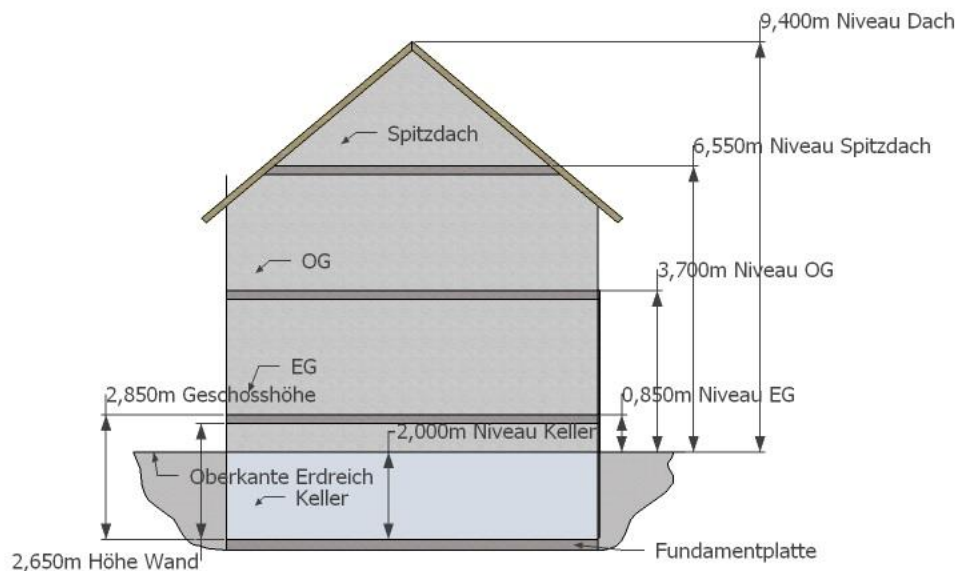 9,400m Niveau Dach
Spitzdach
6,550m Niveau Spitzdach
OG
3,700m Niveau OG
EG
2,850m Geschosshöhe
0,850m Niveau EG
-2,000m Niveau Keller
Oberkante Erdreich
Keller
2,650m Höhe Wand
Fundamentplatte